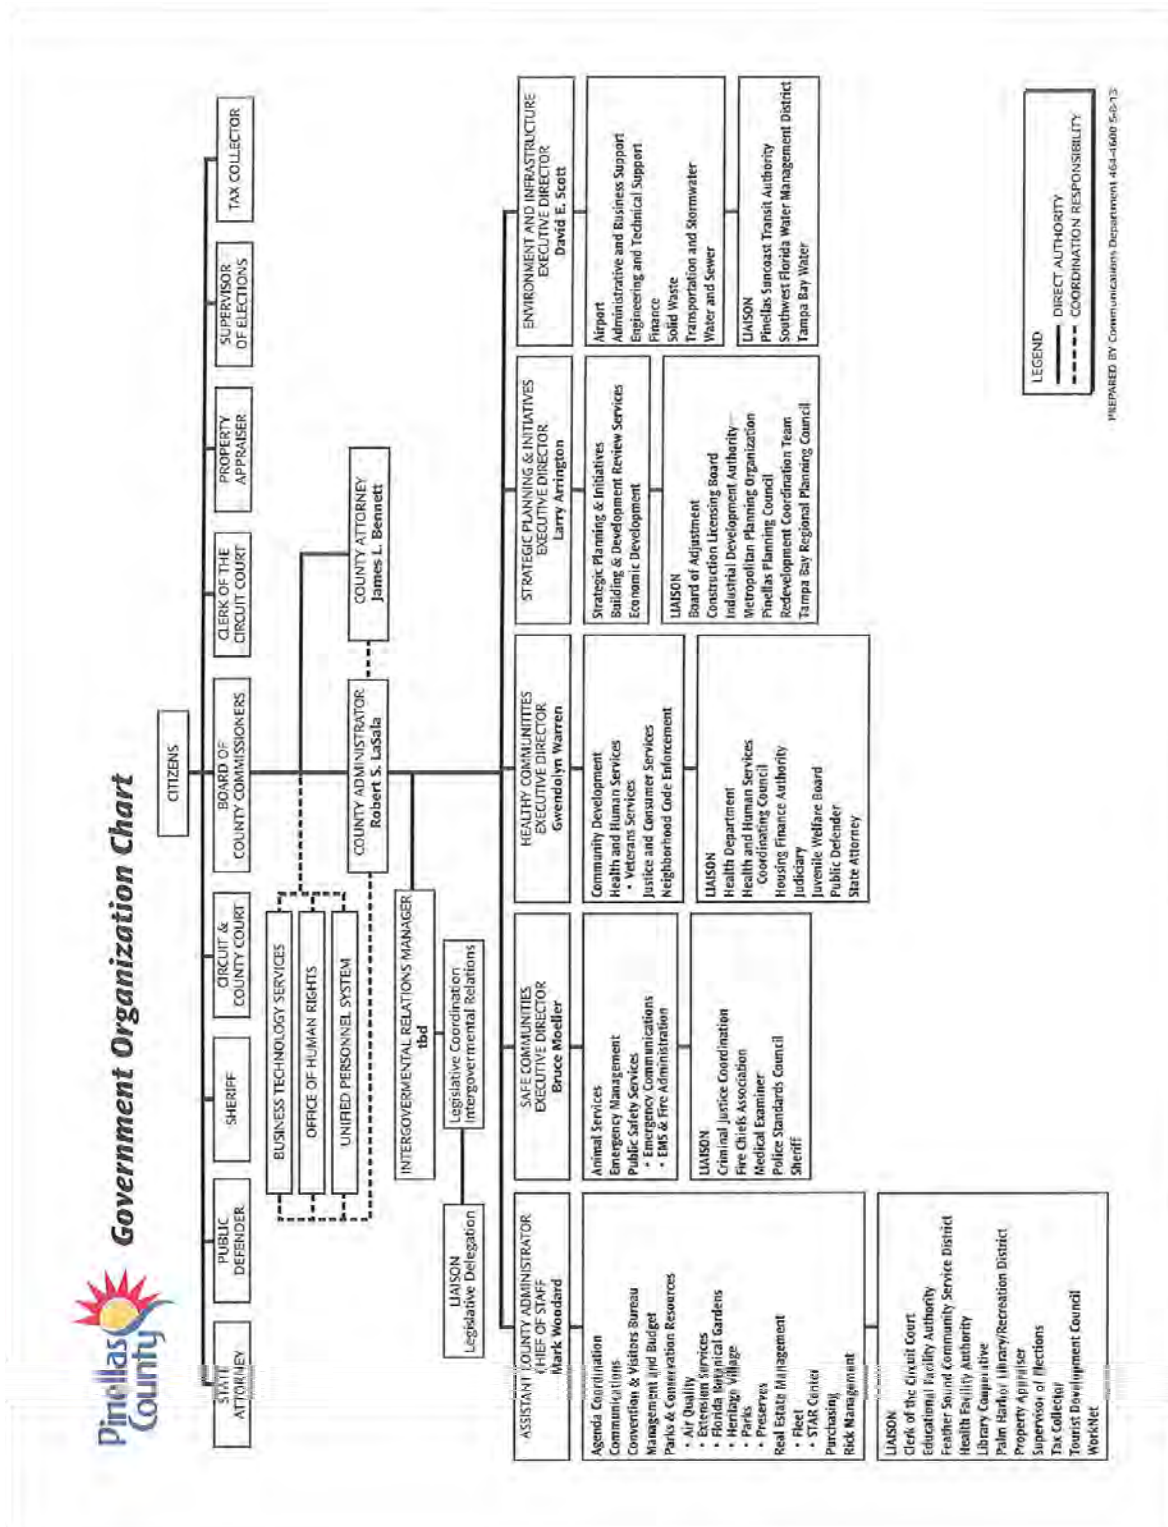 Pinellas
County
Government Organization Chart
CITIZENS
STATE
ATTORNEY
PUBLIC
DEFENDER
SHERIFF
CIRCUIT &
COUNTY COURT
BOARD OF
COUNTY COMMISSIONERS
CLERK OF THE
CIRCUIT COURT
PROPERTY
APPRAISER
SUPERVISOR
OF ELECTIONS
TAX COLLECTOR
BUSINESS TECHNOLOGY SERVICES
OFFICE OF HUMAN RIGHTS
UNIFIED PERSONNEL SYSTEM
COUNTY ADMINISTRATOR
Robert S. LaSala
COUNTY ATTORNEY
James L. Bennett
INTERGOVERMENTAL RELATIONS MANAGER
tbd
LIAISON
Legislative Delegation
Legislative Coordination
Intergovermental Relations
ASSISTANT COUNTY ADMINISTRATOR
CHIEF OF STAFF
Mark Woodard
Agenda Coordination
Communications
Convention & Visitors Bureau
Management and Budget
Parks & Conservation Resources
• Air Quality
• Extension Services
• Florida Botanical Gardens
• Heritage Village
• Parks
• Preserves
Real Estate Management
• Fleet
• STAR Center
Purchasing
Rick Management
LIAISON
Clerk of the Circuit Court
Educational Facility Authority
Feather Sound Community Service District
Health Facility Authority
Library Cooperative
Palm Harbor Library/Recreation District
Property Appraiser
Supervisor of Elections
Tax Collector
Tourist Development Council
WorkNet
SAFE COMMUNITIES
EXECUTIVE DIRECTOR
Bruce Moeller
Animal Services
Emergency Management
Public Safety Services
• Emergency Communications
• EMS & Fire Administration
LIAISON
Criminal Justice Coordination
Fire Chiefs Association
Medical Examiner
Police Standards Council
Sheriff
HEALTHY COMMUNITITES
EXECUTIVE DIRECTOR
Gwendolyn Warren
Community Development
Health and Human Services
• Veterans Services
Justice and Consumer Services
Neighborhood Code Enforcement
LIAISON
Health Department
Health and Human Services
Coordinating Council
Housing Finance Authority
Judiciary
Juvenile Welfare Board
Public Defender
State Attorney
STRATEGIC PLANNING & INITIATIVES
EXECUTIVE DIRECTOR
Larry Arrington
Strategic Planning & Initiatives
Building & Development Review Services
Economic Development
LIAISON
Board of Adjustment
Construction Licensing Board
Industrial Development Authority
Metropolitan Planning Organization
Pinellas Planning Council
Redevelopment Coordination Team
Tampa Bay Regional Planning Council
ENVIRONMENT AND INFRASTRUCTURE
EXECUTIVE DIRECTOR
David E. Scott
Airport
Administrative and Business Support
Engineering and Technical Support
Finance
Solid Waste
Transportation and Stormwater
Water and Sewer
LIAISON
Pinellas Suncoast Transit Authority
Southwest Florida Water Management District
Tampa Bay Water
LEGEND
DIRECT AUTHORITY
COORDINATION RESPONSIBILITY
PREPARED BY Communications Department 464-4600 5-6-13